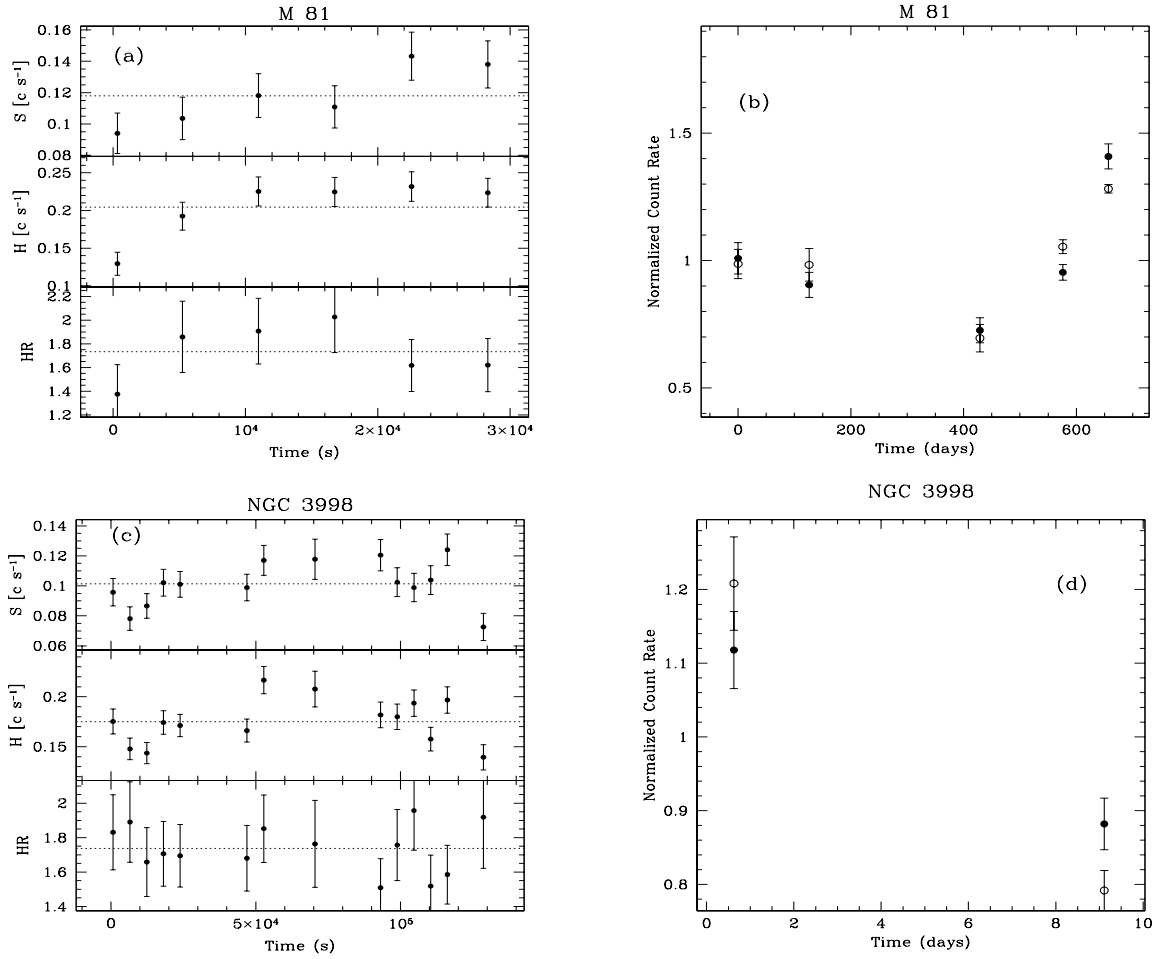 M 81
(a)
S [c s⁻¹]
0.16
0.14
0.12
0.1
0.08
H [c s⁻¹]
0.25
0.2
0.15
0.1
HR
2.2
2
1.8
1.6
1.4
1.2
0 10⁴ 2×10⁴ 3×10⁴
Time (s)
M 81
(b)
Normalized Count Rate
1.5
1
0.5
0 200 400 600
Time (days)
NGC 3998
(c)
S [c s⁻¹]
0.14
0.12
0.1
0.08
0.06
H [c s⁻¹]
0.2
0.15
HR
2
1.8
1.6
1.4
0 5×10⁴ 10⁵
Time (s)
NGC 3998
(d)
Normalized Count Rate
1.2
1.1
1
0.9
0.8
0 2 4 6 8 10
Time (days)